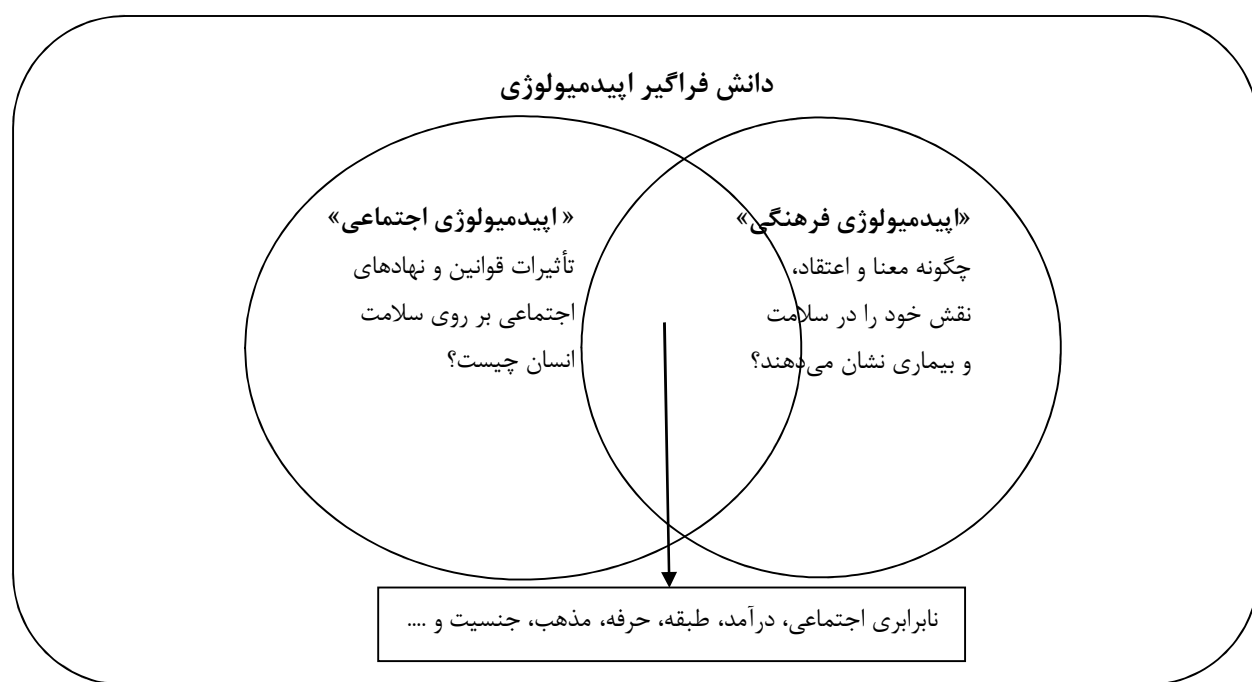 دانش فراگیر اپیدمیولوژی
«اپیدمیولوژی فرهنگی»
چگونه معنا و اعتقاد،
نقش خود را در سلامت
و بیماری نشان می‌دهند؟
« اپیدمیولوژی اجتماعی»
تأثیرات قوانین و نهادهای
اجتماعی بر روی سلامت
انسان چیست؟
نابرابری اجتماعی، درآمد، طبقه، حرفه، مذهب، جنسیت و ....